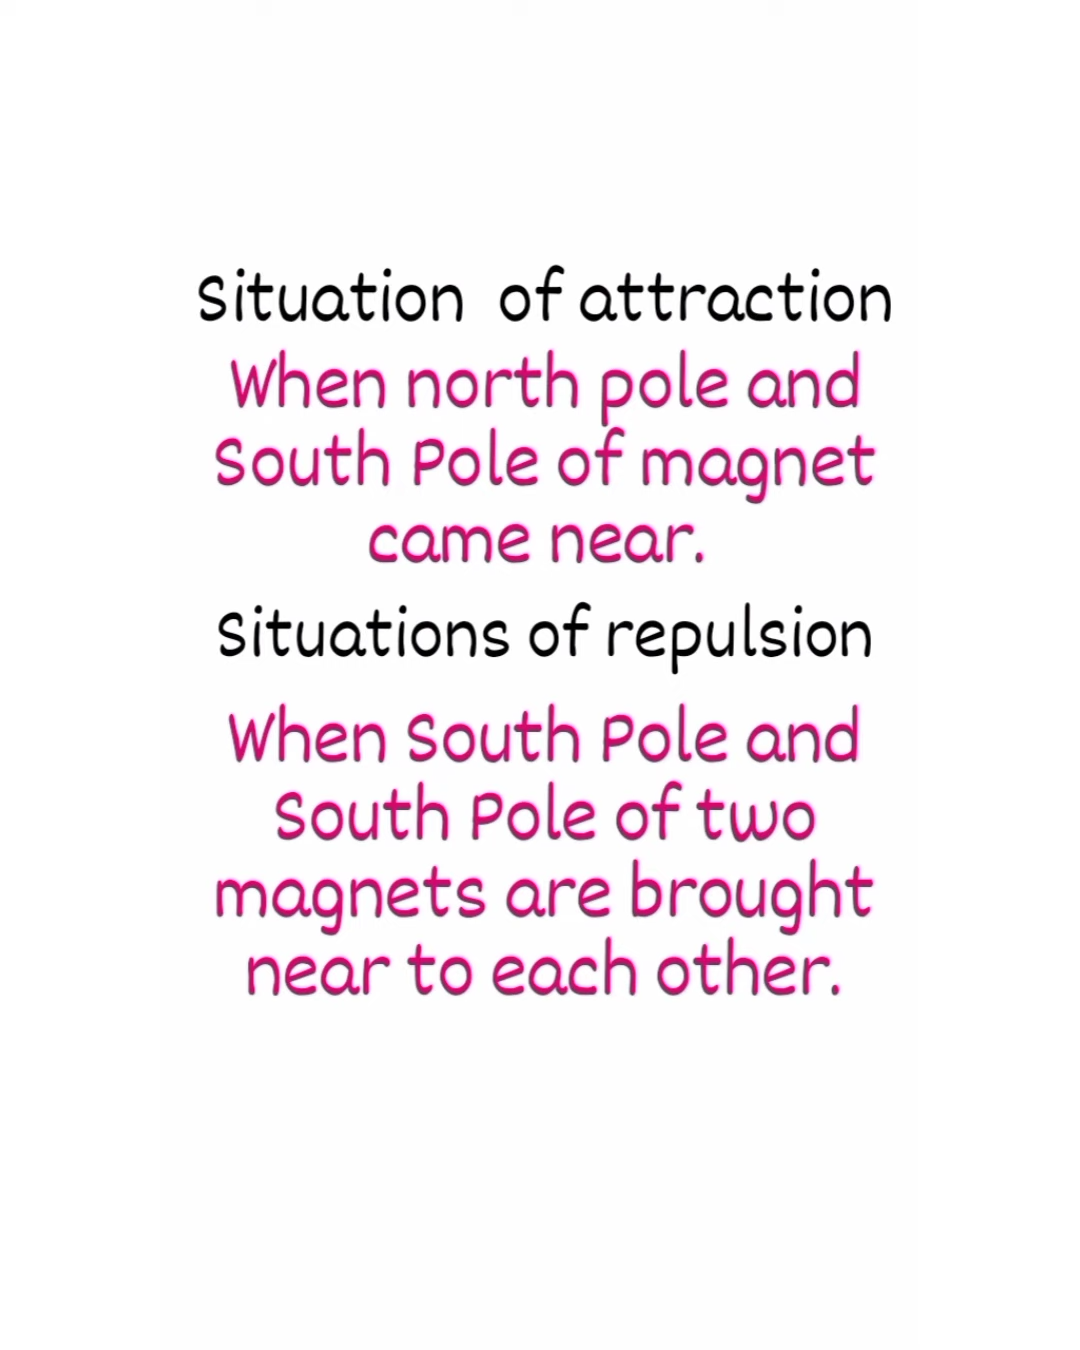 Situation  of attraction
When north pole and
South Pole of magnet
came near.
Situations of repulsion
When South Pole and
South Pole of two
magnets are brought
near to each other.